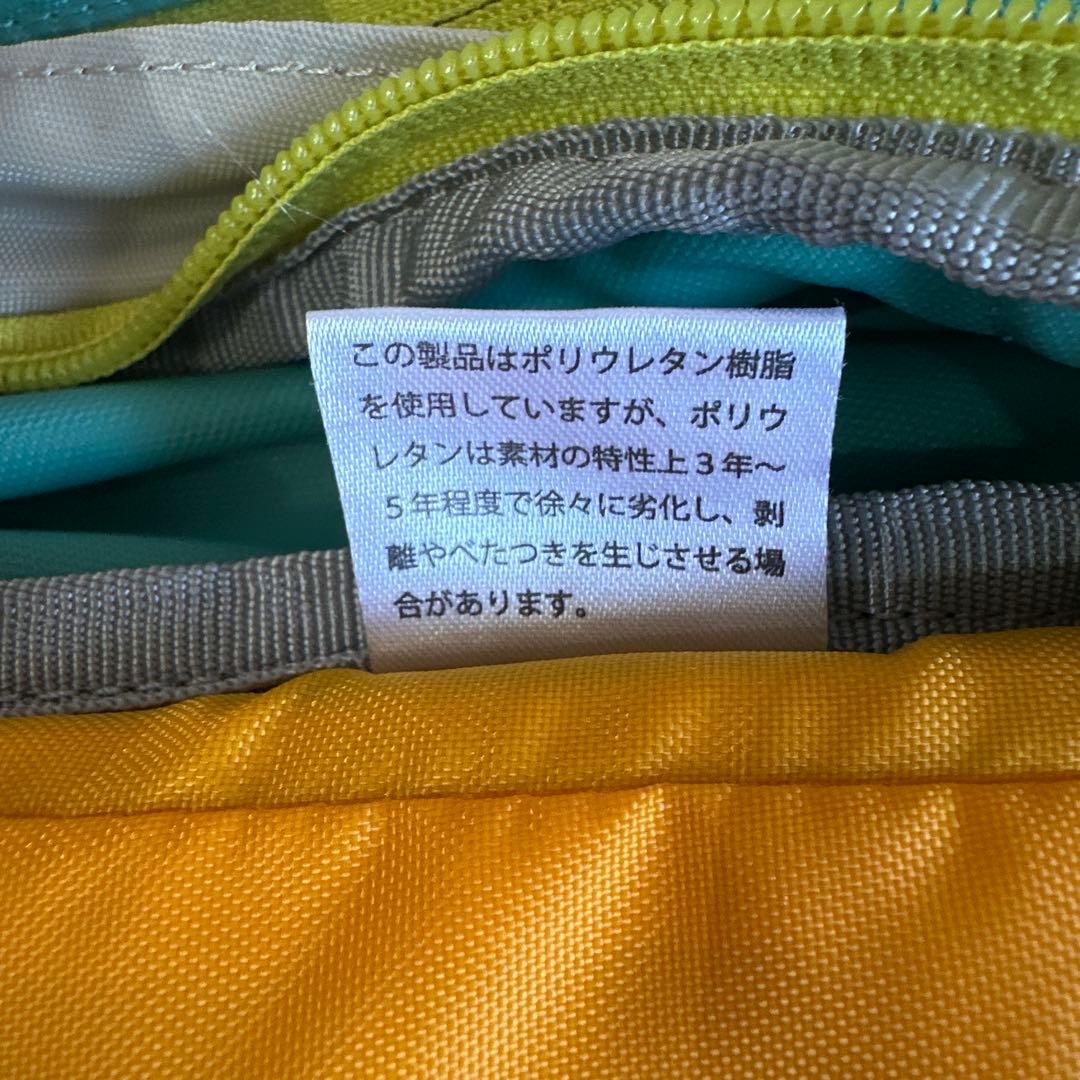 この製品はポリウレタン樹脂
を使用していますが、ポリウ
レタンは素材の特性上３年～
５年程度で徐々に劣化し、剥
離やべたつきを生じさせる場
合があります。